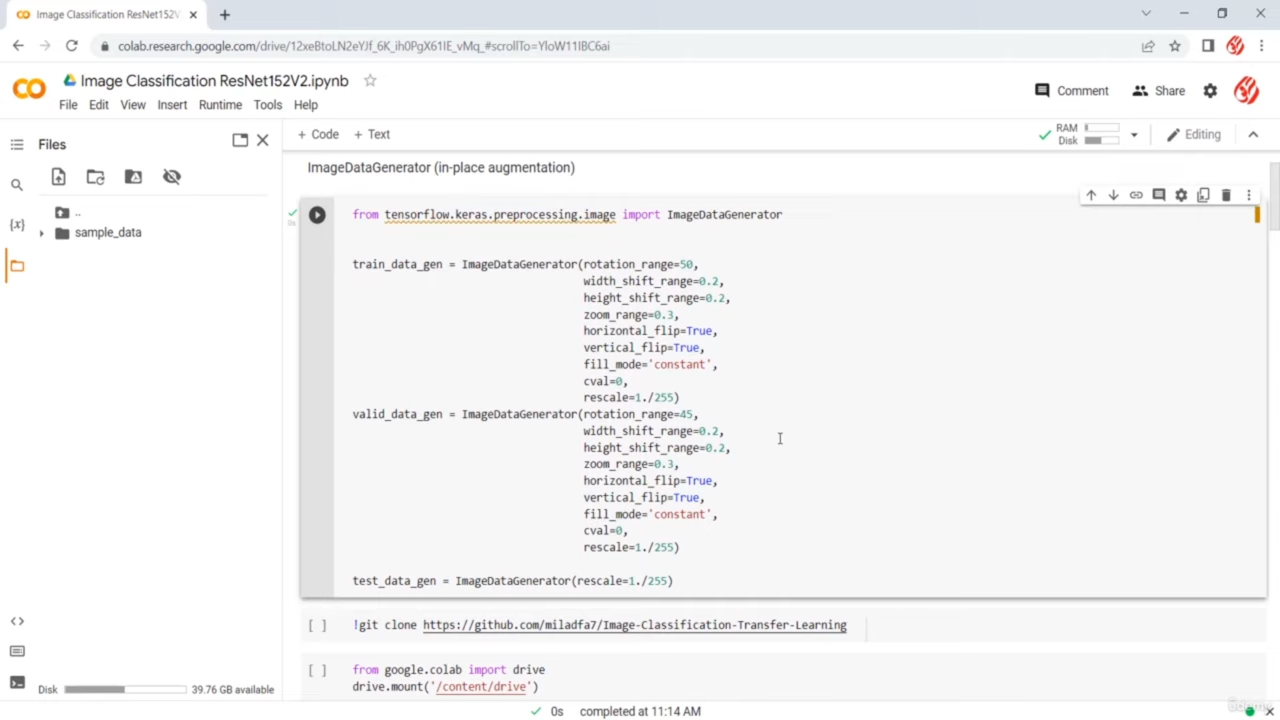 Image Classification ResNet152V
colab.research.google.com/drive/12xeBtoLN2eYJf_6K_ih0PgX61IE_vMq_#scrollTo=YloW11IBC6ai
Image Classification ResNet152V2.ipynb
Comment
Share
File Edit View Insert Runtime Tools Help
Files
+ Code + Text
RAM
Disk
Editing
..
sample_data
ImageDataGenerator (in-place augmentation)
0s
from tensorflow.keras.preprocessing.image import ImageDataGenerator
train_data_gen = ImageDataGenerator(rotation_range=50,
width_shift_range=0.2,
height_shift_range=0.2,
zoom_range=0.3,
horizontal_flip=True,
vertical_flip=True,
fill_mode='constant',
cval=0,
rescale=1./255)
valid_data_gen = ImageDataGenerator(rotation_range=45,
width_shift_range=0.2,
height_shift_range=0.2,
zoom_range=0.3,
horizontal_flip=True,
vertical_flip=True,
fill_mode='constant',
cval=0,
rescale=1./255)
test_data_gen = ImageDataGenerator(rescale=1./255)
[ ] !git clone https://github.com/miladfa7/Image-Classification-Transfer-Learning
[ ] from google.colab import drive
drive.mount('/content/drive')
Disk 39.76 GB available
0s completed at 11:14 AM